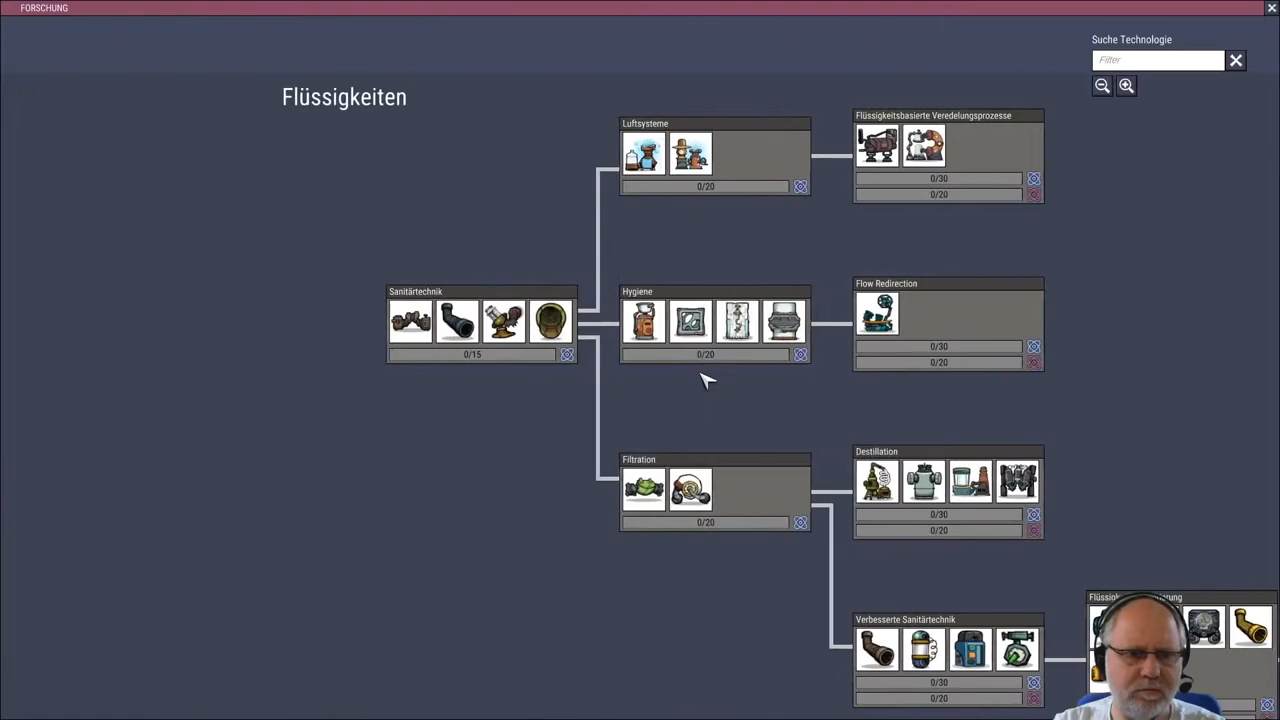 FORSCHUNG
Suche Technologie
Filter
Flüssigkeiten
Luftsysteme
0/20
Flüssigkeitsbasierte Veredelungsprozesse
0/30
0/20
Sanitärtechnik
0/15
Hygiene
0/20
Flow Redirection
0/30
0/20
Filtration
0/20
Destillation
0/30
0/20
Verbesserte Sanitärtechnik
0/30
0/20